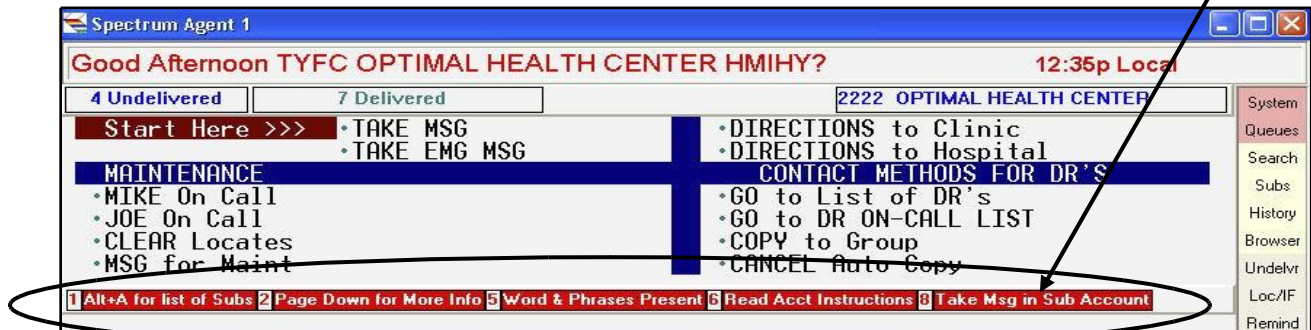 Spectrum Agent 1
Good Afternoon TYFC OPTIMAL HEALTH CENTER HMIHY? 12:35p Local
4 Undelivered 7 Delivered 2222 OPTIMAL HEALTH CENTER
Start Here >>> •TAKE MSG •DIRECTIONS to Clinic
•TAKE EMG MSG •DIRECTIONS to Hospital
MAINTENANCE CONTACT METHODS FOR DR'S
•MIKE On Call •GO to List of DR's
•JOE On Call •GO to DR ON-CALL LIST
•CLEAR Locates •COPY to Group
•MSG for Maint •CANCEL Auto Copy
1 Alt+A for list of Subs 2 Page Down for More Info 5 Word & Phrases Present 6 Read Acct Instructions 8 Take Msg in Sub Account
System
Queues
Search
Subs
History
Browser
Undelvr
Loc/IF
Remind